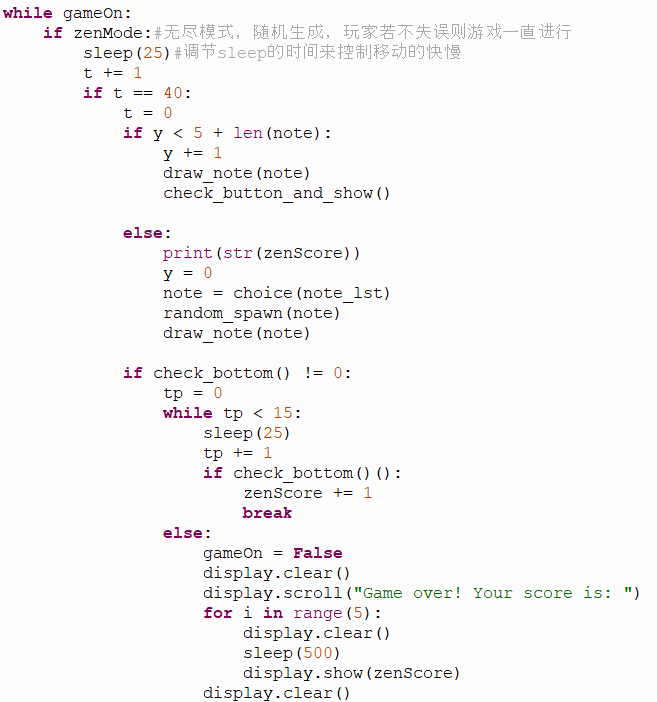 while gameOn:
    if zenMode:#无尽模式，随机生成，玩家若不失误则游戏一直进行
        sleep(25)#调节sleep的时间来控制移动的快慢
        t += 1
        if t == 40:
            t = 0
            if y < 5 + len(note):
                y += 1
                draw_note(note)
                check_button_and_show()

            else:
                print(str(zenScore))
                y = 0
                note = choice(note_lst)
                random_spawn(note)
                draw_note(note)

            if check_bottom() != 0:
                tp = 0
                while tp < 15:
                    sleep(25)
                    tp += 1
                    if check_bottom()():
                        zenScore += 1
                        break
                else:
                    gameOn = False
                    display.clear()
                    display.scroll("Game over! Your score is: ")
                    for i in range(5):
                        display.clear()
                        sleep(500)
                        display.show(zenScore)
                    display.clear()